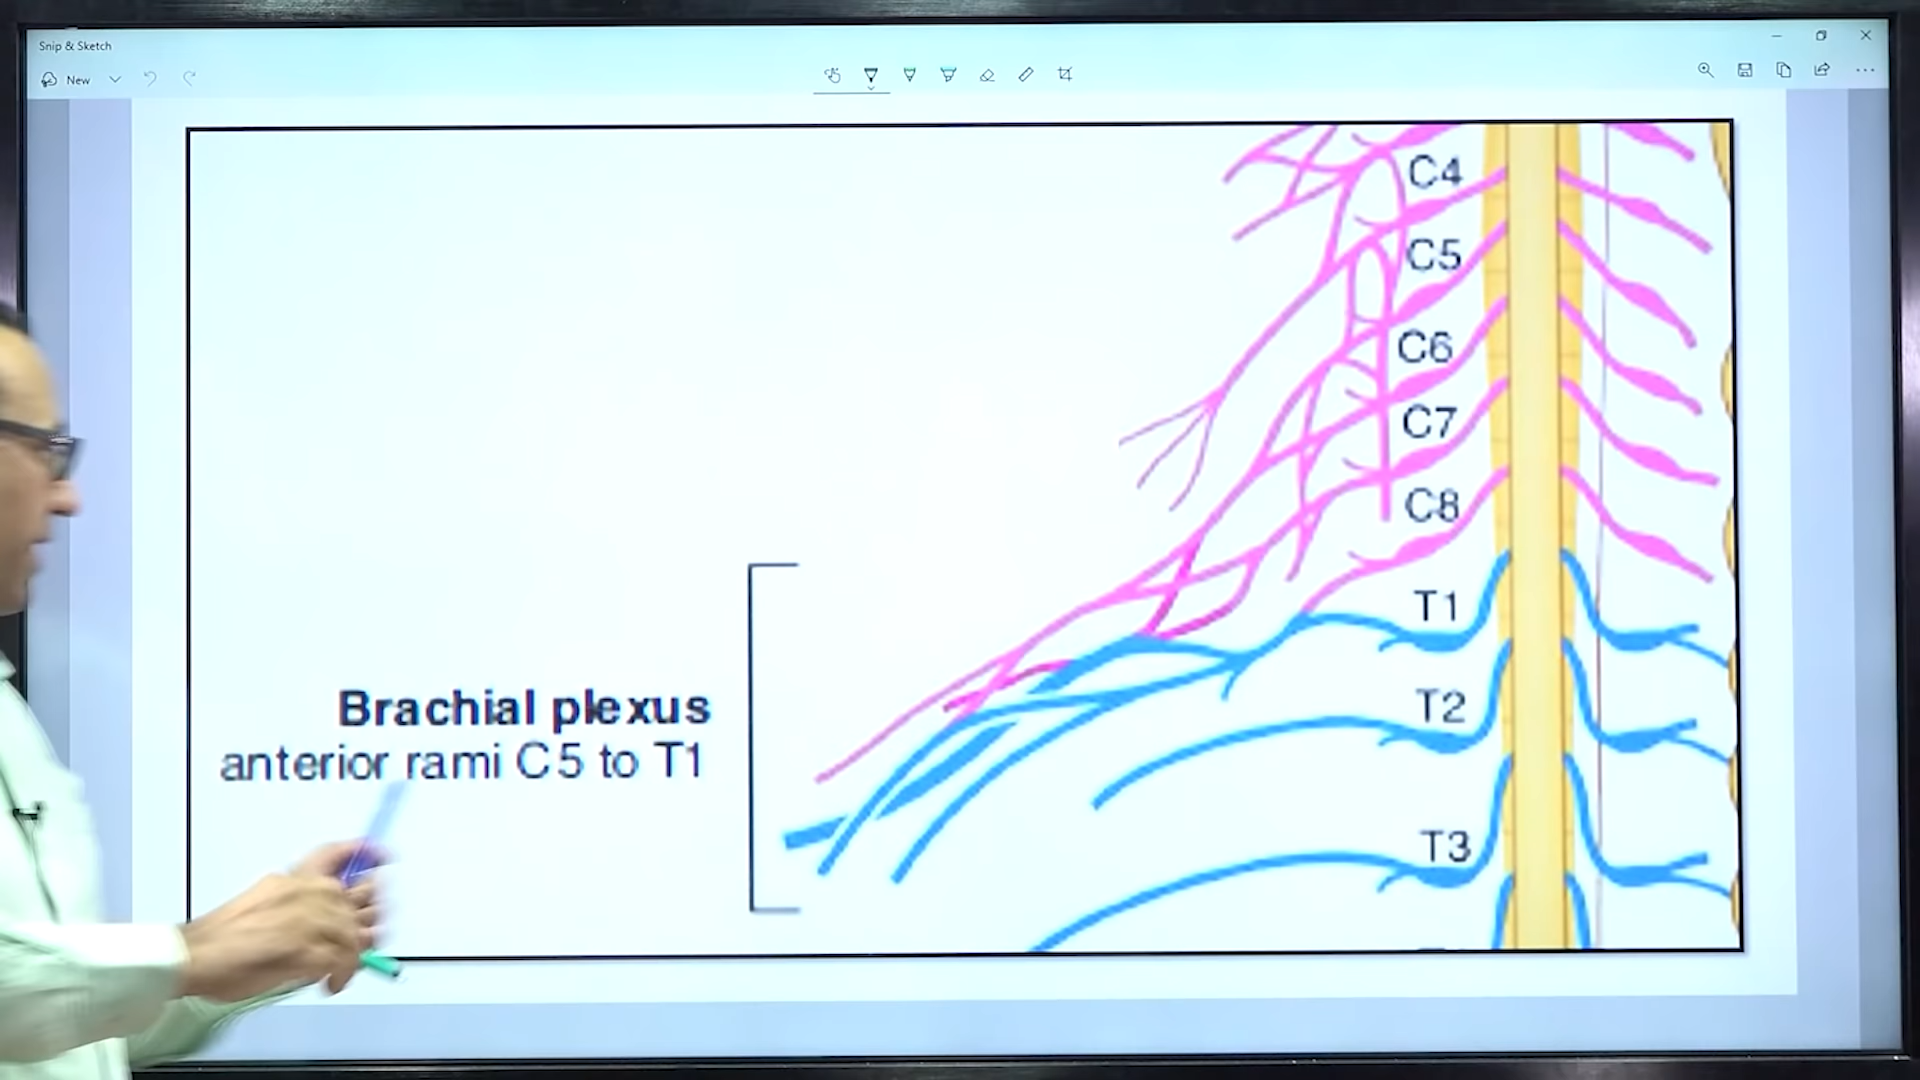 Snip & Sketch
New
C4
C5
C6
C7
C8
T1
T2
T3
Brachial plexus
anterior rami C5 to T1